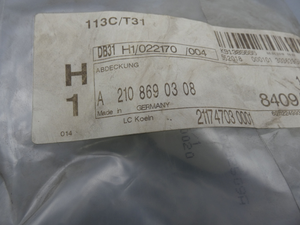 113C/T31
DB31 H1/022170 /004
ABDECKUNG
H
1
A 210 869 03 08
8409
Made in GERMANY
C14
LC Koeln
21174703 0001